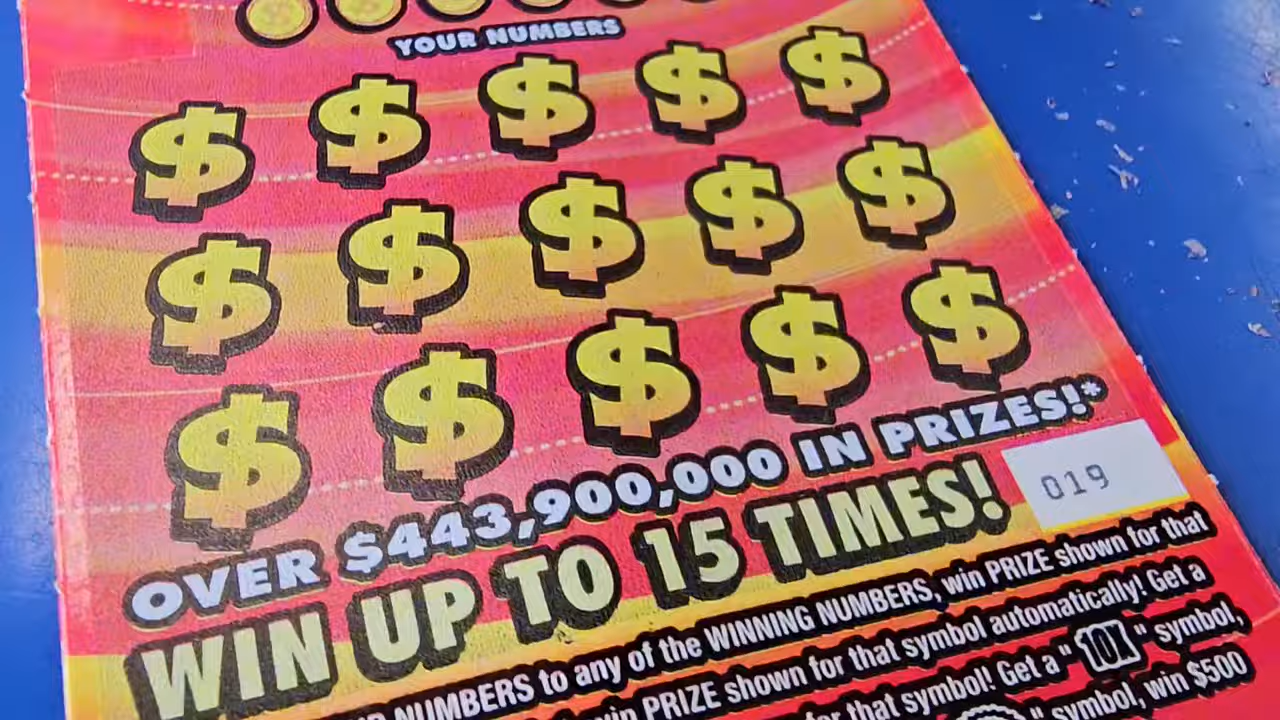 YOUR NUMBERS
$ $ $ $ $
$ $ $ $ $
$ $ $ $ $
OVER $443,900,000 IN PRIZES!*
WIN UP TO 15 TIMES!
019
NUMBERS to any of the WINNING NUMBERS, win PRIZE shown for that
win PRIZE shown for that symbol automatically! Get a
for that symbol! Get a "10X" symbol,
" symbol, win $500